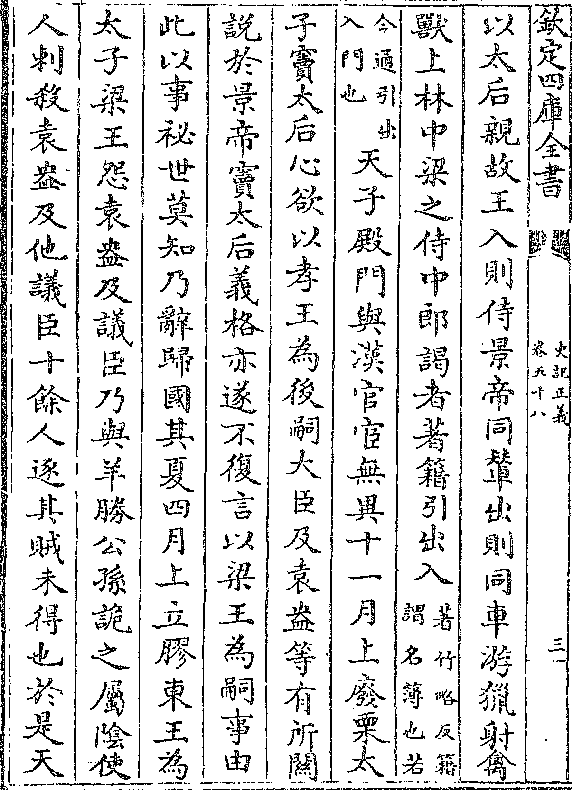 欽定四庫全書
史記正義
卷五十八
三
以太后親故王入則侍景帝同輦出則同車游獵射禽
獸上林中梁之侍中郎謁者著籍引出入
著竹略反籍
謂名簿也若
今通引出
入門也
天子殿門與漢官宦無異十一月上廢栗太
子竇太后心欲以孝王為後嗣大臣及袁盎等有所關
說於景帝竇太后義格亦遂不復言以梁王為嗣事由
此以事祕世莫知乃辭歸國其夏四月上立膠東王為
太子梁王怨袁盎及議臣乃與羊勝公孫詭之屬陰使
人刺殺袁盎及他議臣十餘人逐其賊未得也於是天